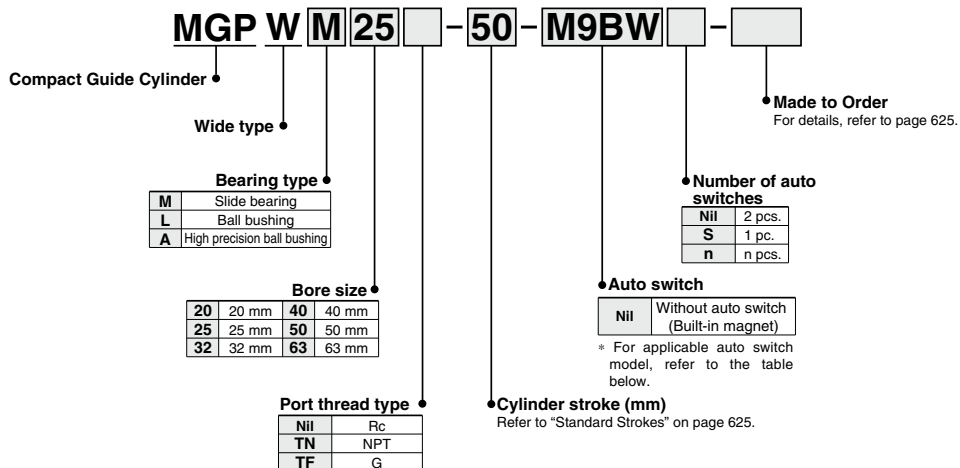 MGP W M 25 – 50 – M9BW –
Compact Guide Cylinder
Wide type
Bearing type
M Slide bearing
L Ball bushing
A High precision ball bushing
Bore size
20 20 mm 40 40 mm
25 25 mm 50 50 mm
32 32 mm 63 63 mm
Port thread type
Nil Rc
TN NPT
TF G
Cylinder stroke (mm)
Refer to “Standard Strokes” on page 625.
Auto switch
Nil Without auto switch
(Built-in magnet)
* For applicable auto switch
model, refer to the table
below.
Number of auto
switches
Nil 2 pcs.
S 1 pc.
n n pcs.
Made to Order
For details, refer to page 625.